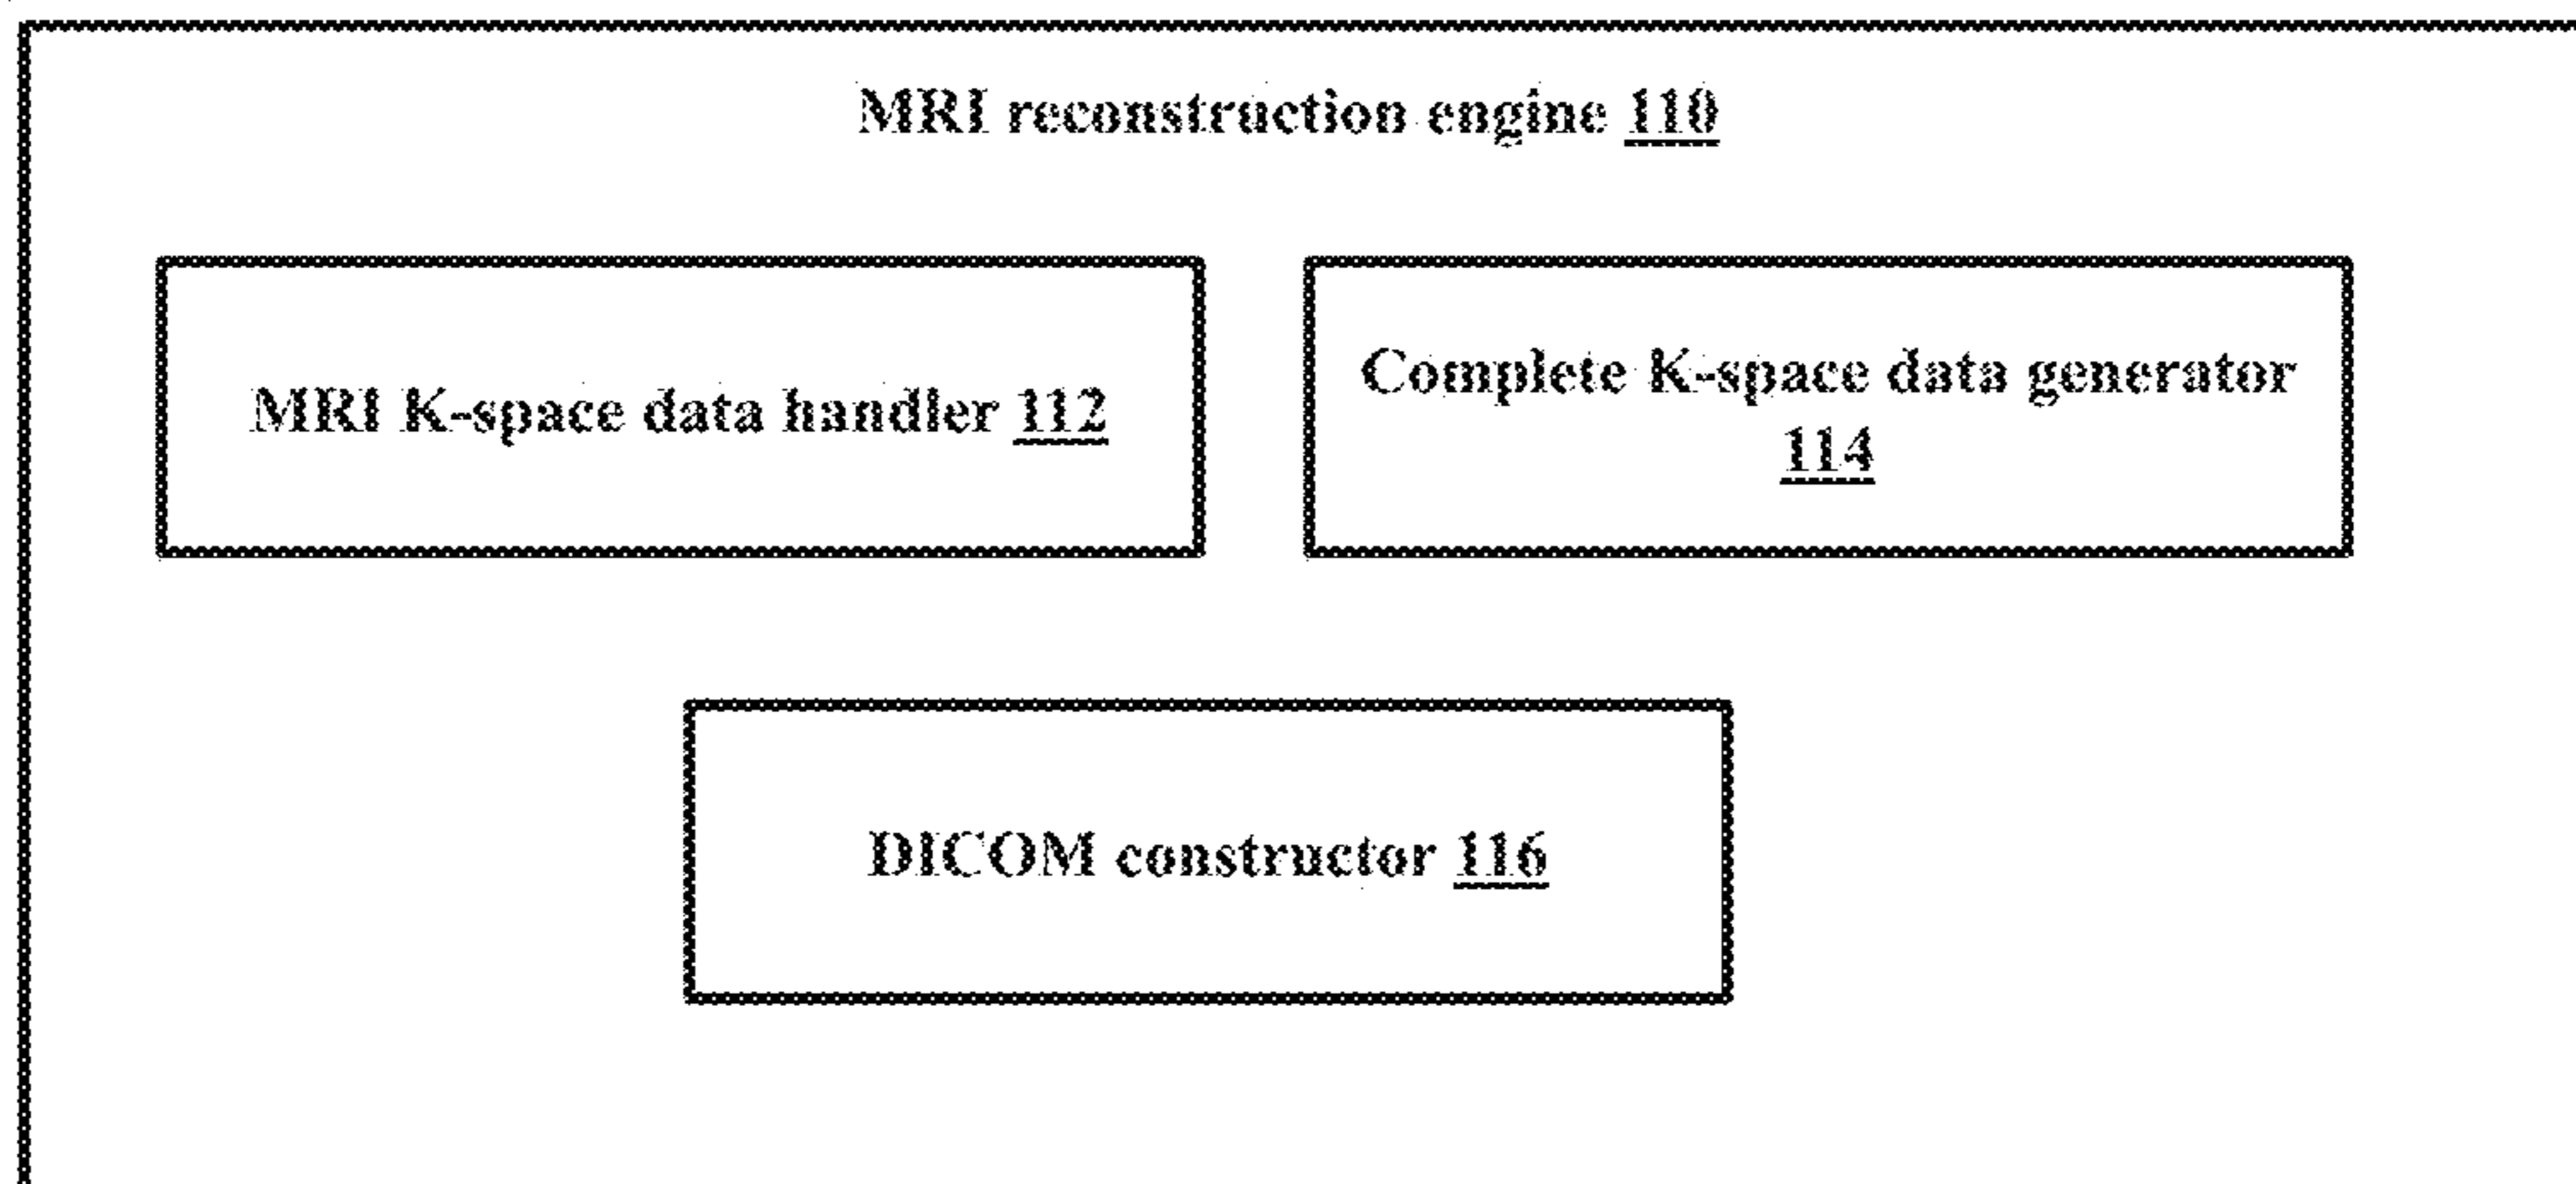 MRI reconstruction engine 110
MRI K-space data handler 112
Complete K-space data generator
114
DICOM constructor 116